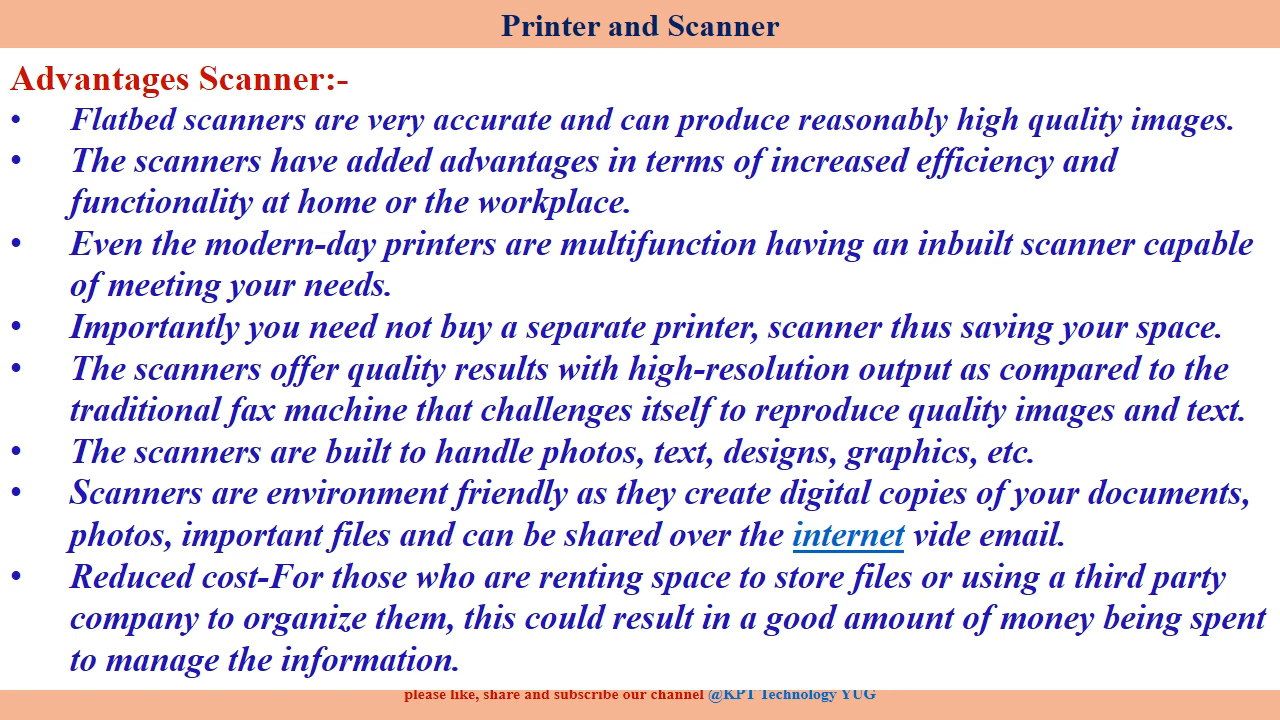 Printer and Scanner
Advantages Scanner:-
• Flatbed scanners are very accurate and can produce reasonably high quality images.
• The scanners have added advantages in terms of increased efficiency and
functionality at home or the workplace.
• Even the modern-day printers are multifunction having an inbuilt scanner capable
of meeting your needs.
• Importantly you need not buy a separate printer, scanner thus saving your space.
• The scanners offer quality results with high-resolution output as compared to the
traditional fax machine that challenges itself to reproduce quality images and text.
• The scanners are built to handle photos, text, designs, graphics, etc.
• Scanners are environment friendly as they create digital copies of your documents,
photos, important files and can be shared over the internet vide email.
• Reduced cost-For those who are renting space to store files or using a third party
company to organize them, this could result in a good amount of money being spent
to manage the information.
please like, share and subscribe our channel @KPT Technology YUG